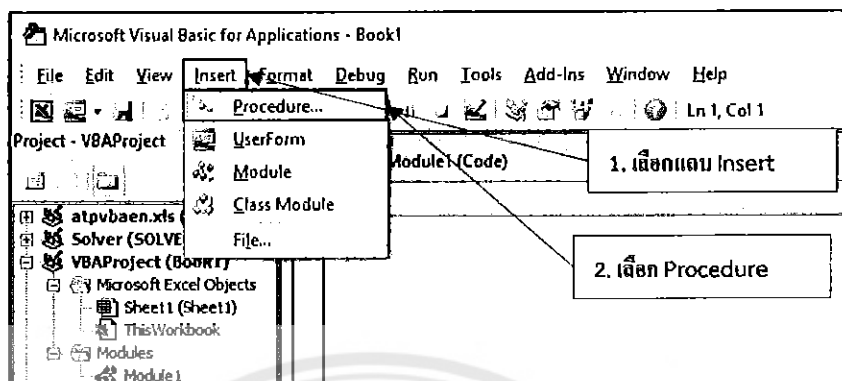 Microsoft Visual Basic for Applications - Book1
File Edit View Insert Format Debug Run Tools Add-Ins Window Help
Procedure...
Ln 1, Col 1
Project - VBAProject
UserForm
Module1 (Code)
1. เลือกแถบ Insert
Module
Class Module
atpvbaen.xls (
File...
Solver (SOLVE
VBAProject (Book1)
2. เลือก Procedure
Microsoft Excel Objects
Sheet1 (Sheet1)
ThisWorkbook
Modules
Module1